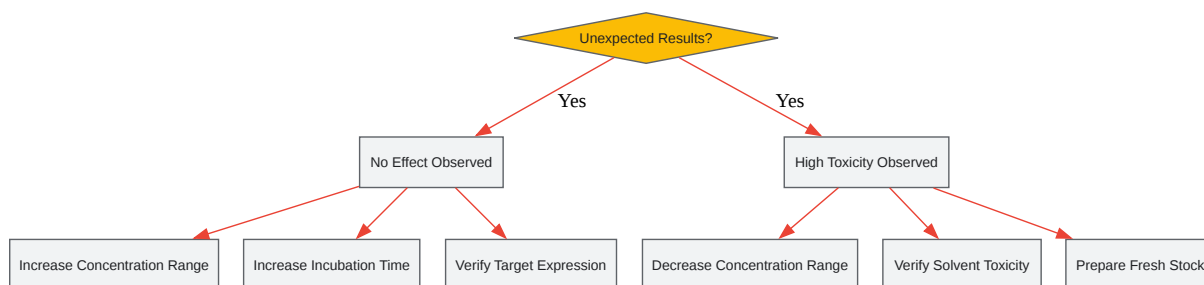 Unexpected Results?
Yes
Yes
No Effect Observed
High Toxicity Observed
Increase Concentration Range
Increase Incubation Time
Verify Target Expression
Decrease Concentration Range
Verify Solvent Toxicity
Prepare Fresh Stock